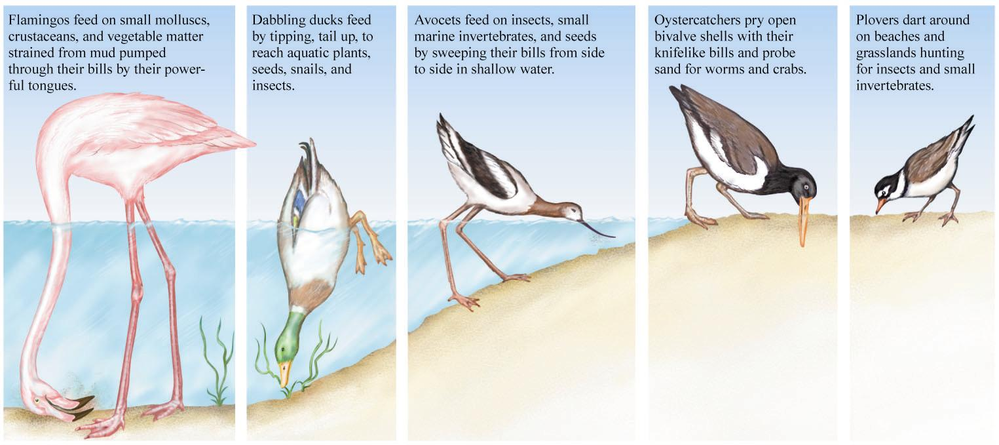 Flamingos feed on small molluscs,
crustaceans, and vegetable matter
strained from mud pumped
through their bills by their power-
ful tongues.
Dabbling ducks feed
by tipping, tail up, to
reach aquatic plants,
seeds, snails, and
insects.
Avocets feed on insects, small
marine invertebrates, and seeds
by sweeping their bills from side
to side in shallow water.
Oystercatchers pry open
bivalve shells with their
knifelike bills and probe
sand for worms and crabs.
Plovers dart around
on beaches and
grasslands hunting
for insects and small
invertebrates.